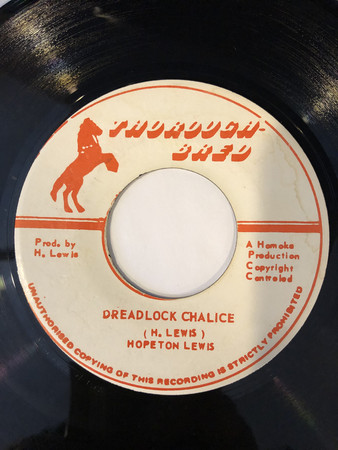 THOROUGH-
BRED
Prod. by
H. Lewis
A Hamoke
Production
Copyright
Controled
DREADLOCK CHALICE
( H. LEWIS )
HOPETON LEWIS
UNAUTHORISED COPYING OF THIS RECORDING IS STRICTLY PROHIBITED